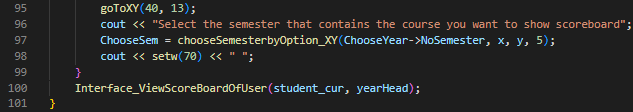 95 goToXY(40, 13);
96 cout << "Select the semester that contains the course you want to show scoreboard";
97 ChooseSem = chooseSemesterbyOption_XY(ChooseYear->NoSemester, x, y, 5);
98 cout << setw(70) << " ";
99 }
100 Interface_ViewScoreBoardOfUser(student_cur, yearHead);
101 }